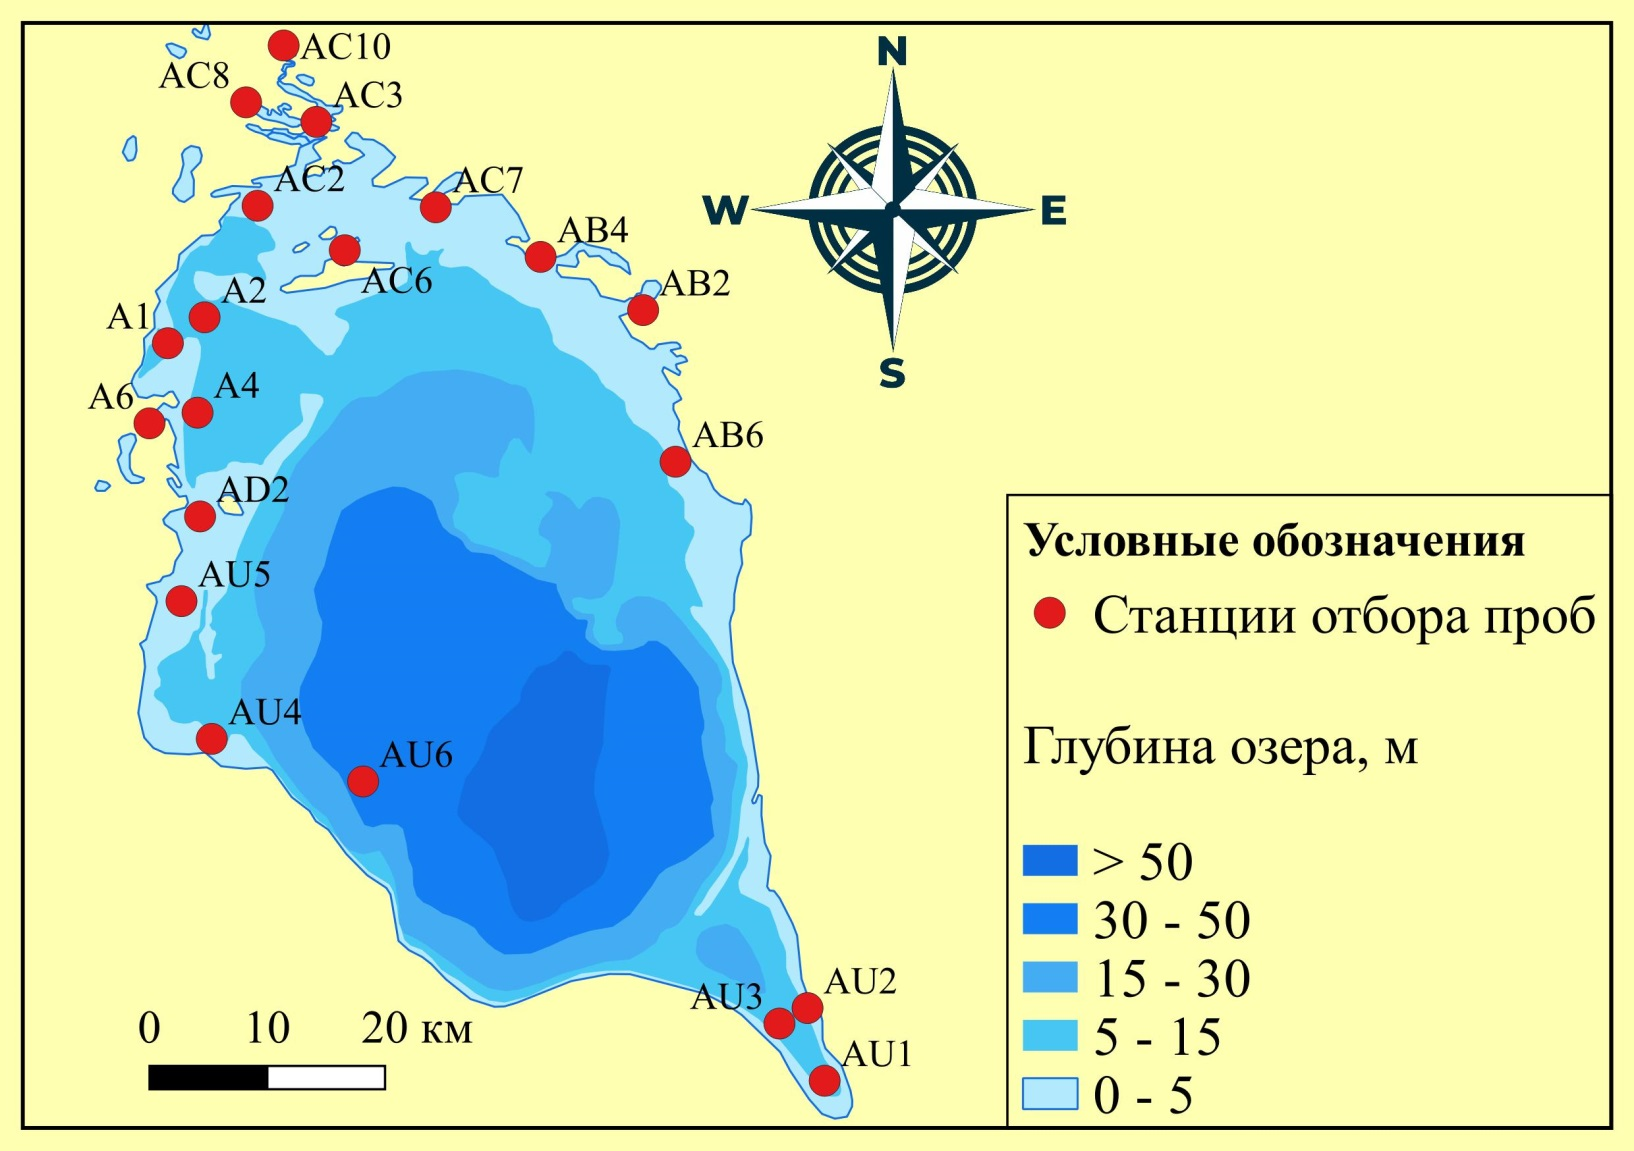 AC10
AC8
AC3
AC2
AC7
AB4
AC6
A2
AB2
A1
A6
A4
AB6
AD2
AU5
AU4
AU6
AU3
AU2
AU1
N
W
E
S
0 10 20 км
Условные обозначения
Станции отбора проб
Глубина озера, м
> 50
30 - 50
15 - 30
5 - 15
0 - 5